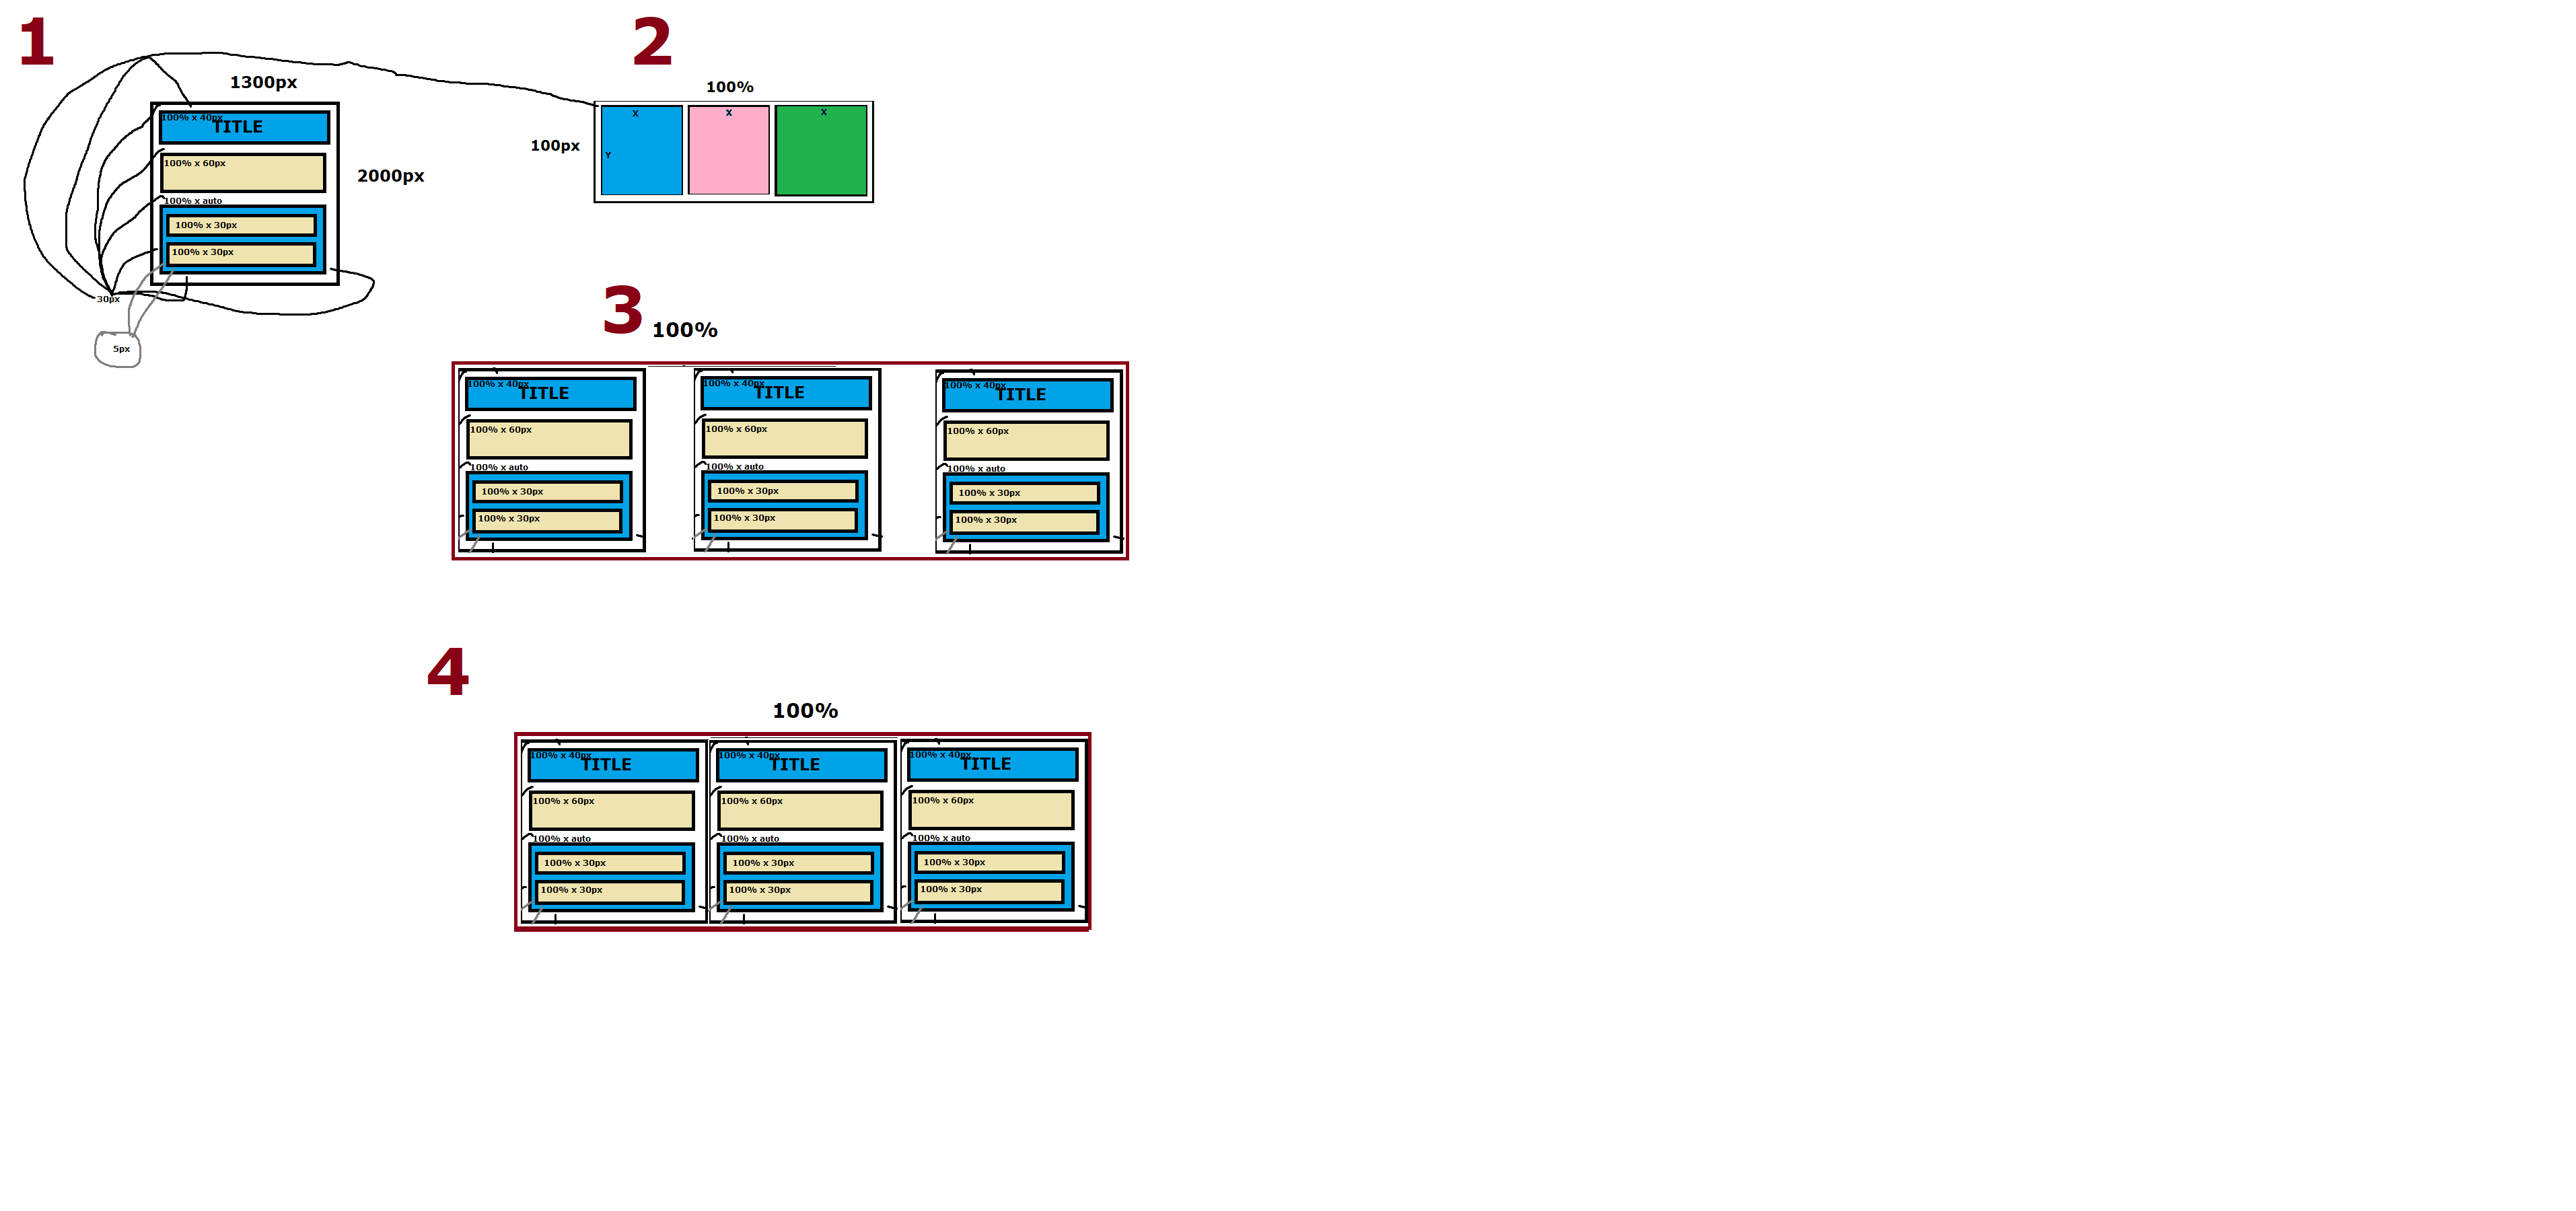 1
1300px
100% x 40px
TITLE
100% x 60px
2000px
100% x auto
100% x 30px
100% x 30px
30px
5px
2
100%
X X X
100px
Y
3
100%
100% x 40px 100% x 40px 100% x 40px
TITLE TITLE TITLE
100% x 60px 100% x 60px 100% x 60px
100% x auto 100% x auto 100% x auto
100% x 30px 100% x 30px 100% x 30px
100% x 30px 100% x 30px 100% x 30px
4
100%
100% x 40px 100% x 40px 100% x 40px
TITLE TITLE TITLE
100% x 60px 100% x 60px 100% x 60px
100% x auto 100% x auto 100% x auto
100% x 30px 100% x 30px 100% x 30px
100% x 30px 100% x 30px 100% x 30px